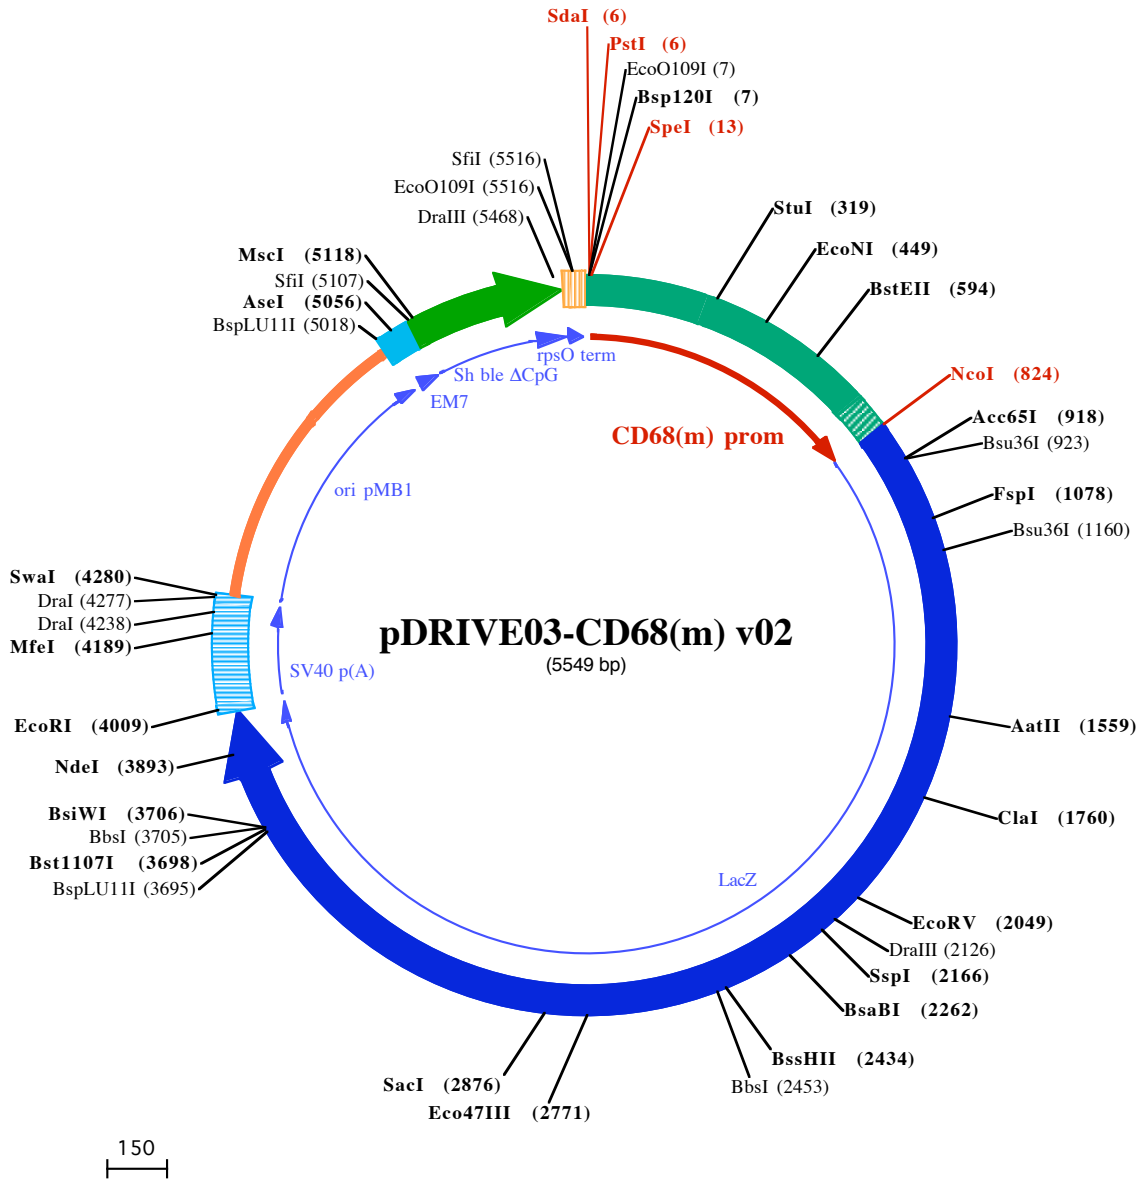 SdaI (6)
PstI (6)
EcoO109I (7)
Bsp120I (7)
SpeI (13)
SfiI (5516)
EcoO109I (5516)
DraIII (5468)
StuI (319)
EcoNI (449)
BstEII (594)
MscI (5118)
SfiI (5107)
AseI (5056)
BspLU11I (5018)
rpsO term
Sh ble ΔCpG
EM7
NcoI (824)
Acc65I (918)
Bsu36I (923)
CD68(m) prom
FspI (1078)
Bsu36I (1160)
ori pMB1
SwaI (4280)
DraI (4277)
DraI (4238)
MfeI (4189)
pDRIVE03-CD68(m) v02
(5549 bp)
SV40 p(A)
EcoRI (4009)
AatII (1559)
NdeI (3893)
BsiWI (3706)
BbsI (3705)
Bst1107I (3698)
BspLU11I (3695)
ClaI (1760)
LacZ
EcoRV (2049)
DraIII (2126)
SspI (2166)
BsaBI (2262)
BssHII (2434)
BbsI (2453)
SacI (2876)
Eco47III (2771)
150